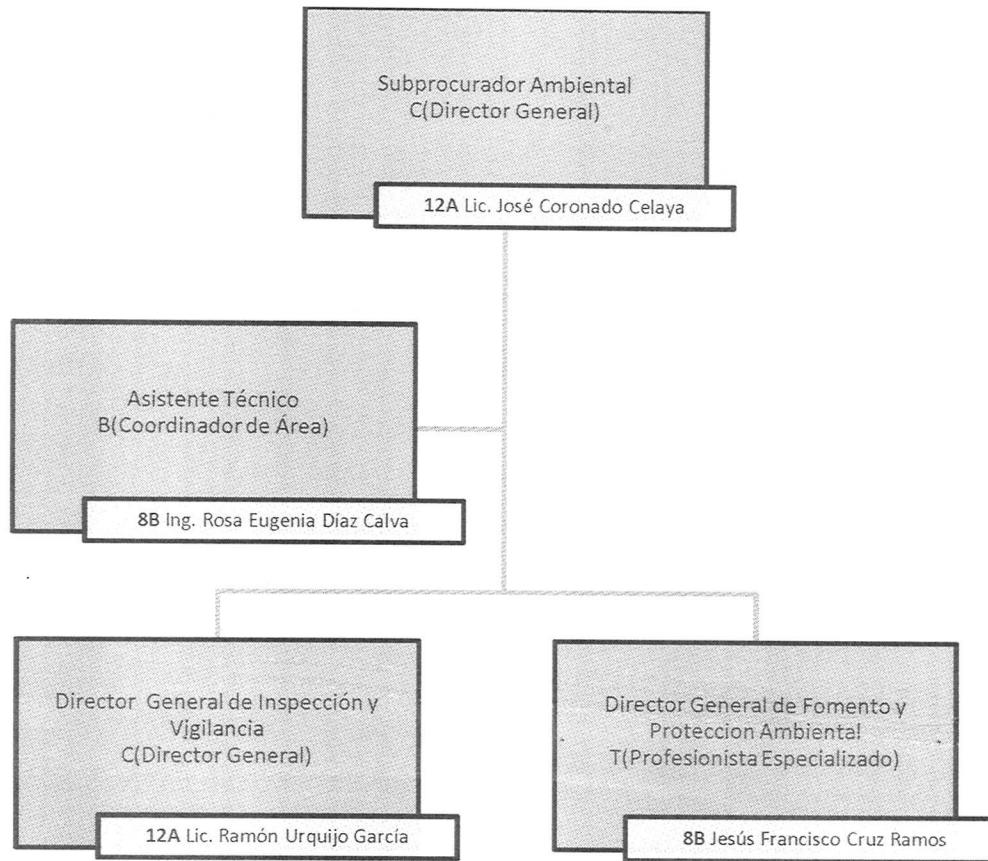 Subprocurador Ambiental
C(Director General)
12A Lic. José Coronado Celaya
Asistente Técnico
B(Coordinador de Área)
8B Ing. Rosa Eugenia Díaz Calva
Director General de Inspección y
Vigilancia
C(Director General)
12A Lic. Ramón Urquijo García
Director General de Fomento y
Proteccion Ambiental
T(Profesionista Especializado)
8B Jesús Francisco Cruz Ramos